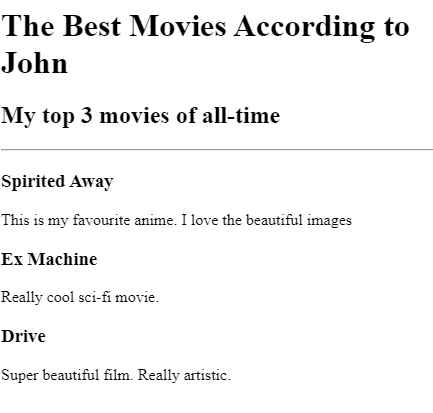 The Best Movies According to
John
My top 3 movies of all-time
Spirited Away
This is my favourite anime. I love the beautiful images
Ex Machine
Really cool sci-fi movie.
Drive
Super beautiful film. Really artistic.